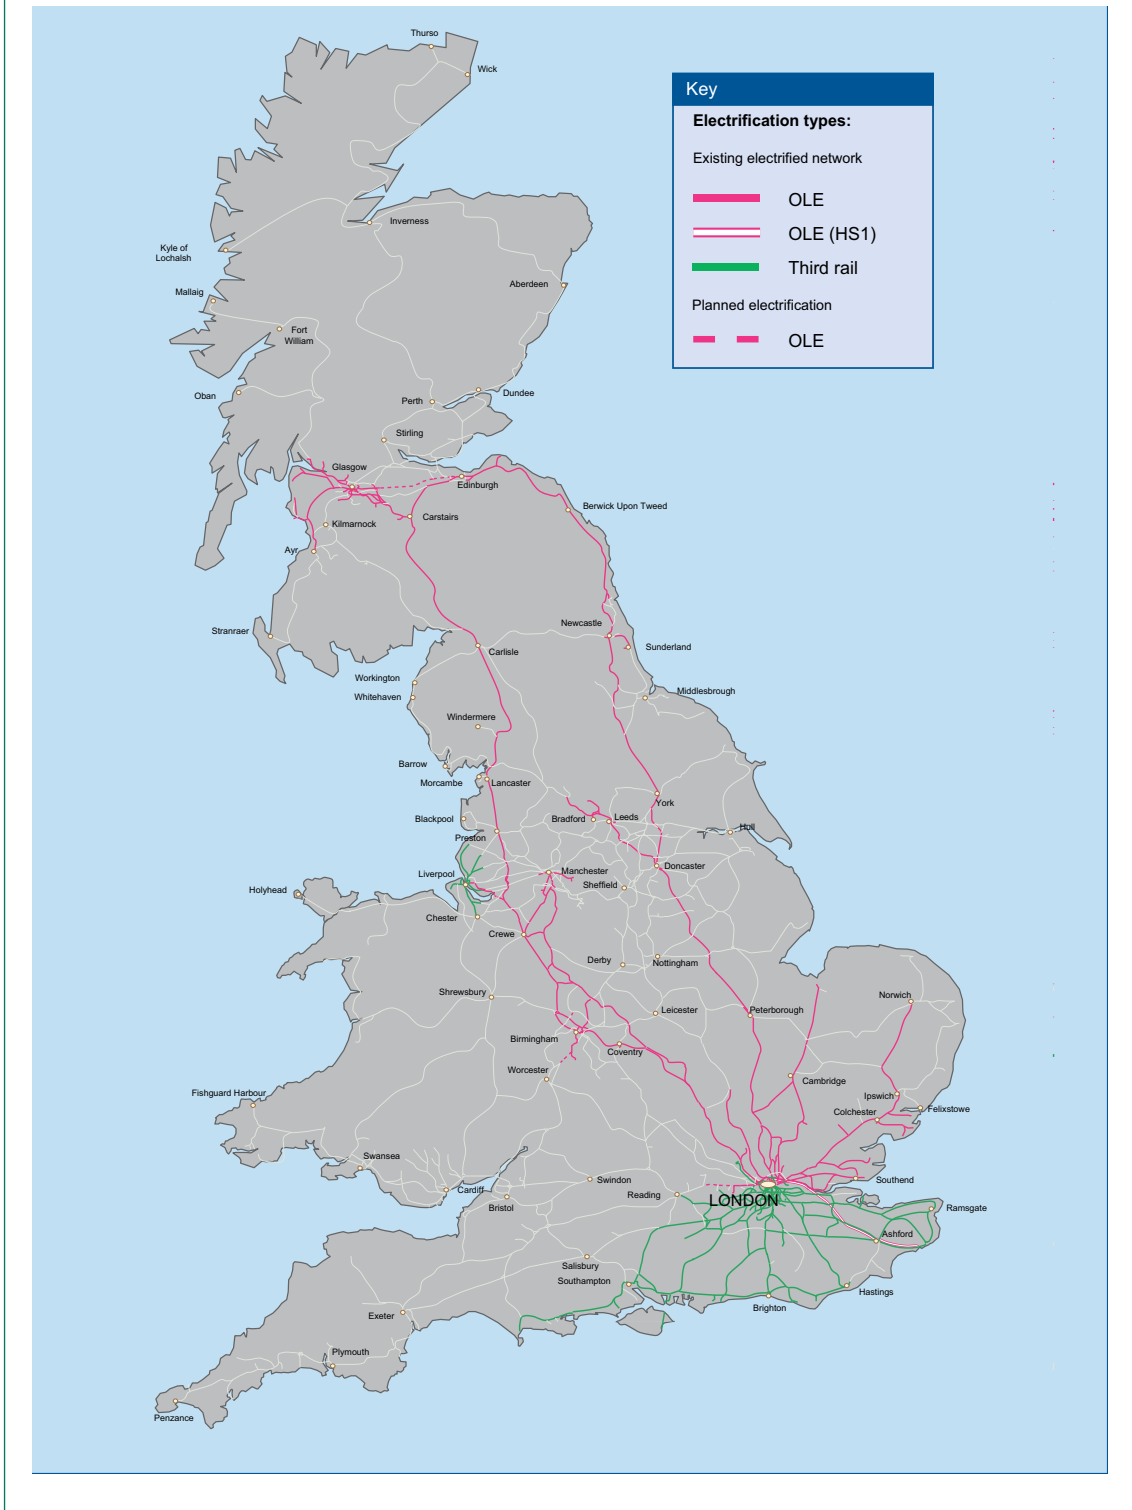 Thurso
Wick
Key
Electrification types:
Existing electrified network
OLE
OLE (HS1)
Third rail
Planned electrification
OLE
Inverness
Kyle of
Lochalsh
Aberdeen
Mallaig
Fort
William
Oban
Perth
Dundee
Stirling
Glasgow
Edinburgh
Berwick Upon Tweed
Carstairs
Kilmarnock
Ayr
Newcastle
Stranraer
Sunderland
Carlisle
Workington
Whitehaven
Middlesbrough
Windermere
Barrow
Morcambe
Lancaster
York
Blackpool
Bradford
Leeds
Hull
Preston
Doncaster
Liverpool
Manchester
Sheffield
Holyhead
Chester
Crewe
Derby
Nottingham
Shrewsbury
Norwich
Leicester
Peterborough
Birmingham
Coventry
Worcester
Cambridge
Fishguard Harbour
Ipswich
Colchester
Felixstowe
Swansea
Cardiff
Swindon
Southend
Reading
LONDON
Bristol
Ramsgate
Ashford
Salisbury
Southampton
Hastings
Brighton
Exeter
Plymouth
Penzance